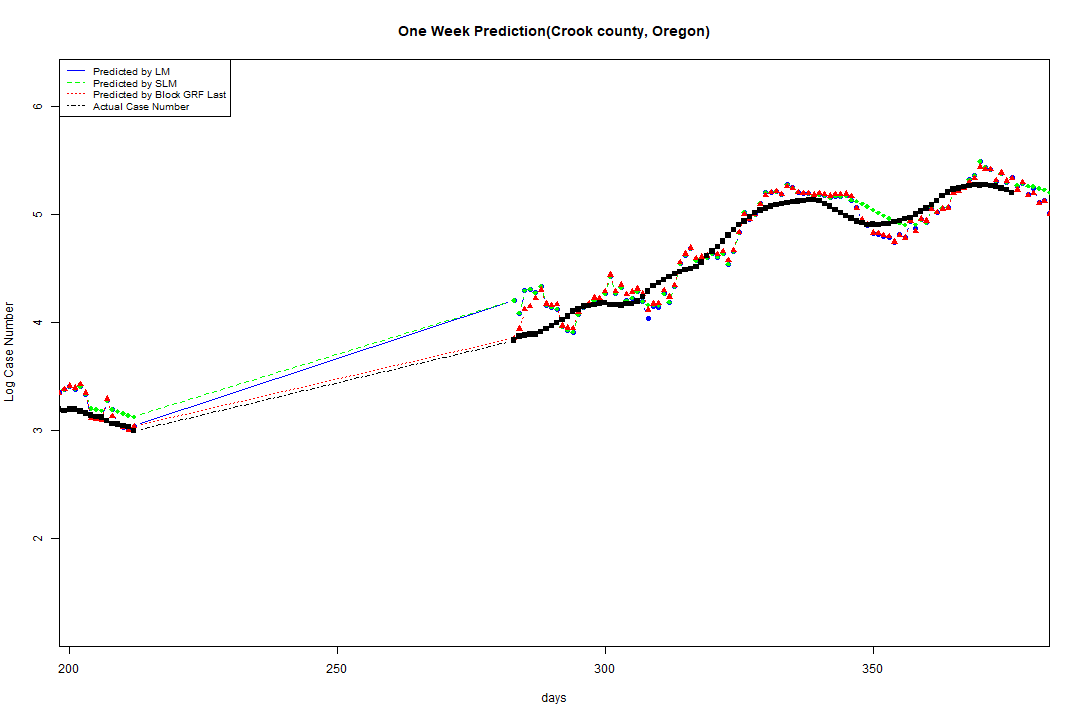 One Week Prediction(Crook county, Oregon)
Predicted by LM
Predicted by SLM
Predicted by Block GRF Last
Actual Case Number
6
5
4
3
2
Log Case Number
200 250 300 350
days